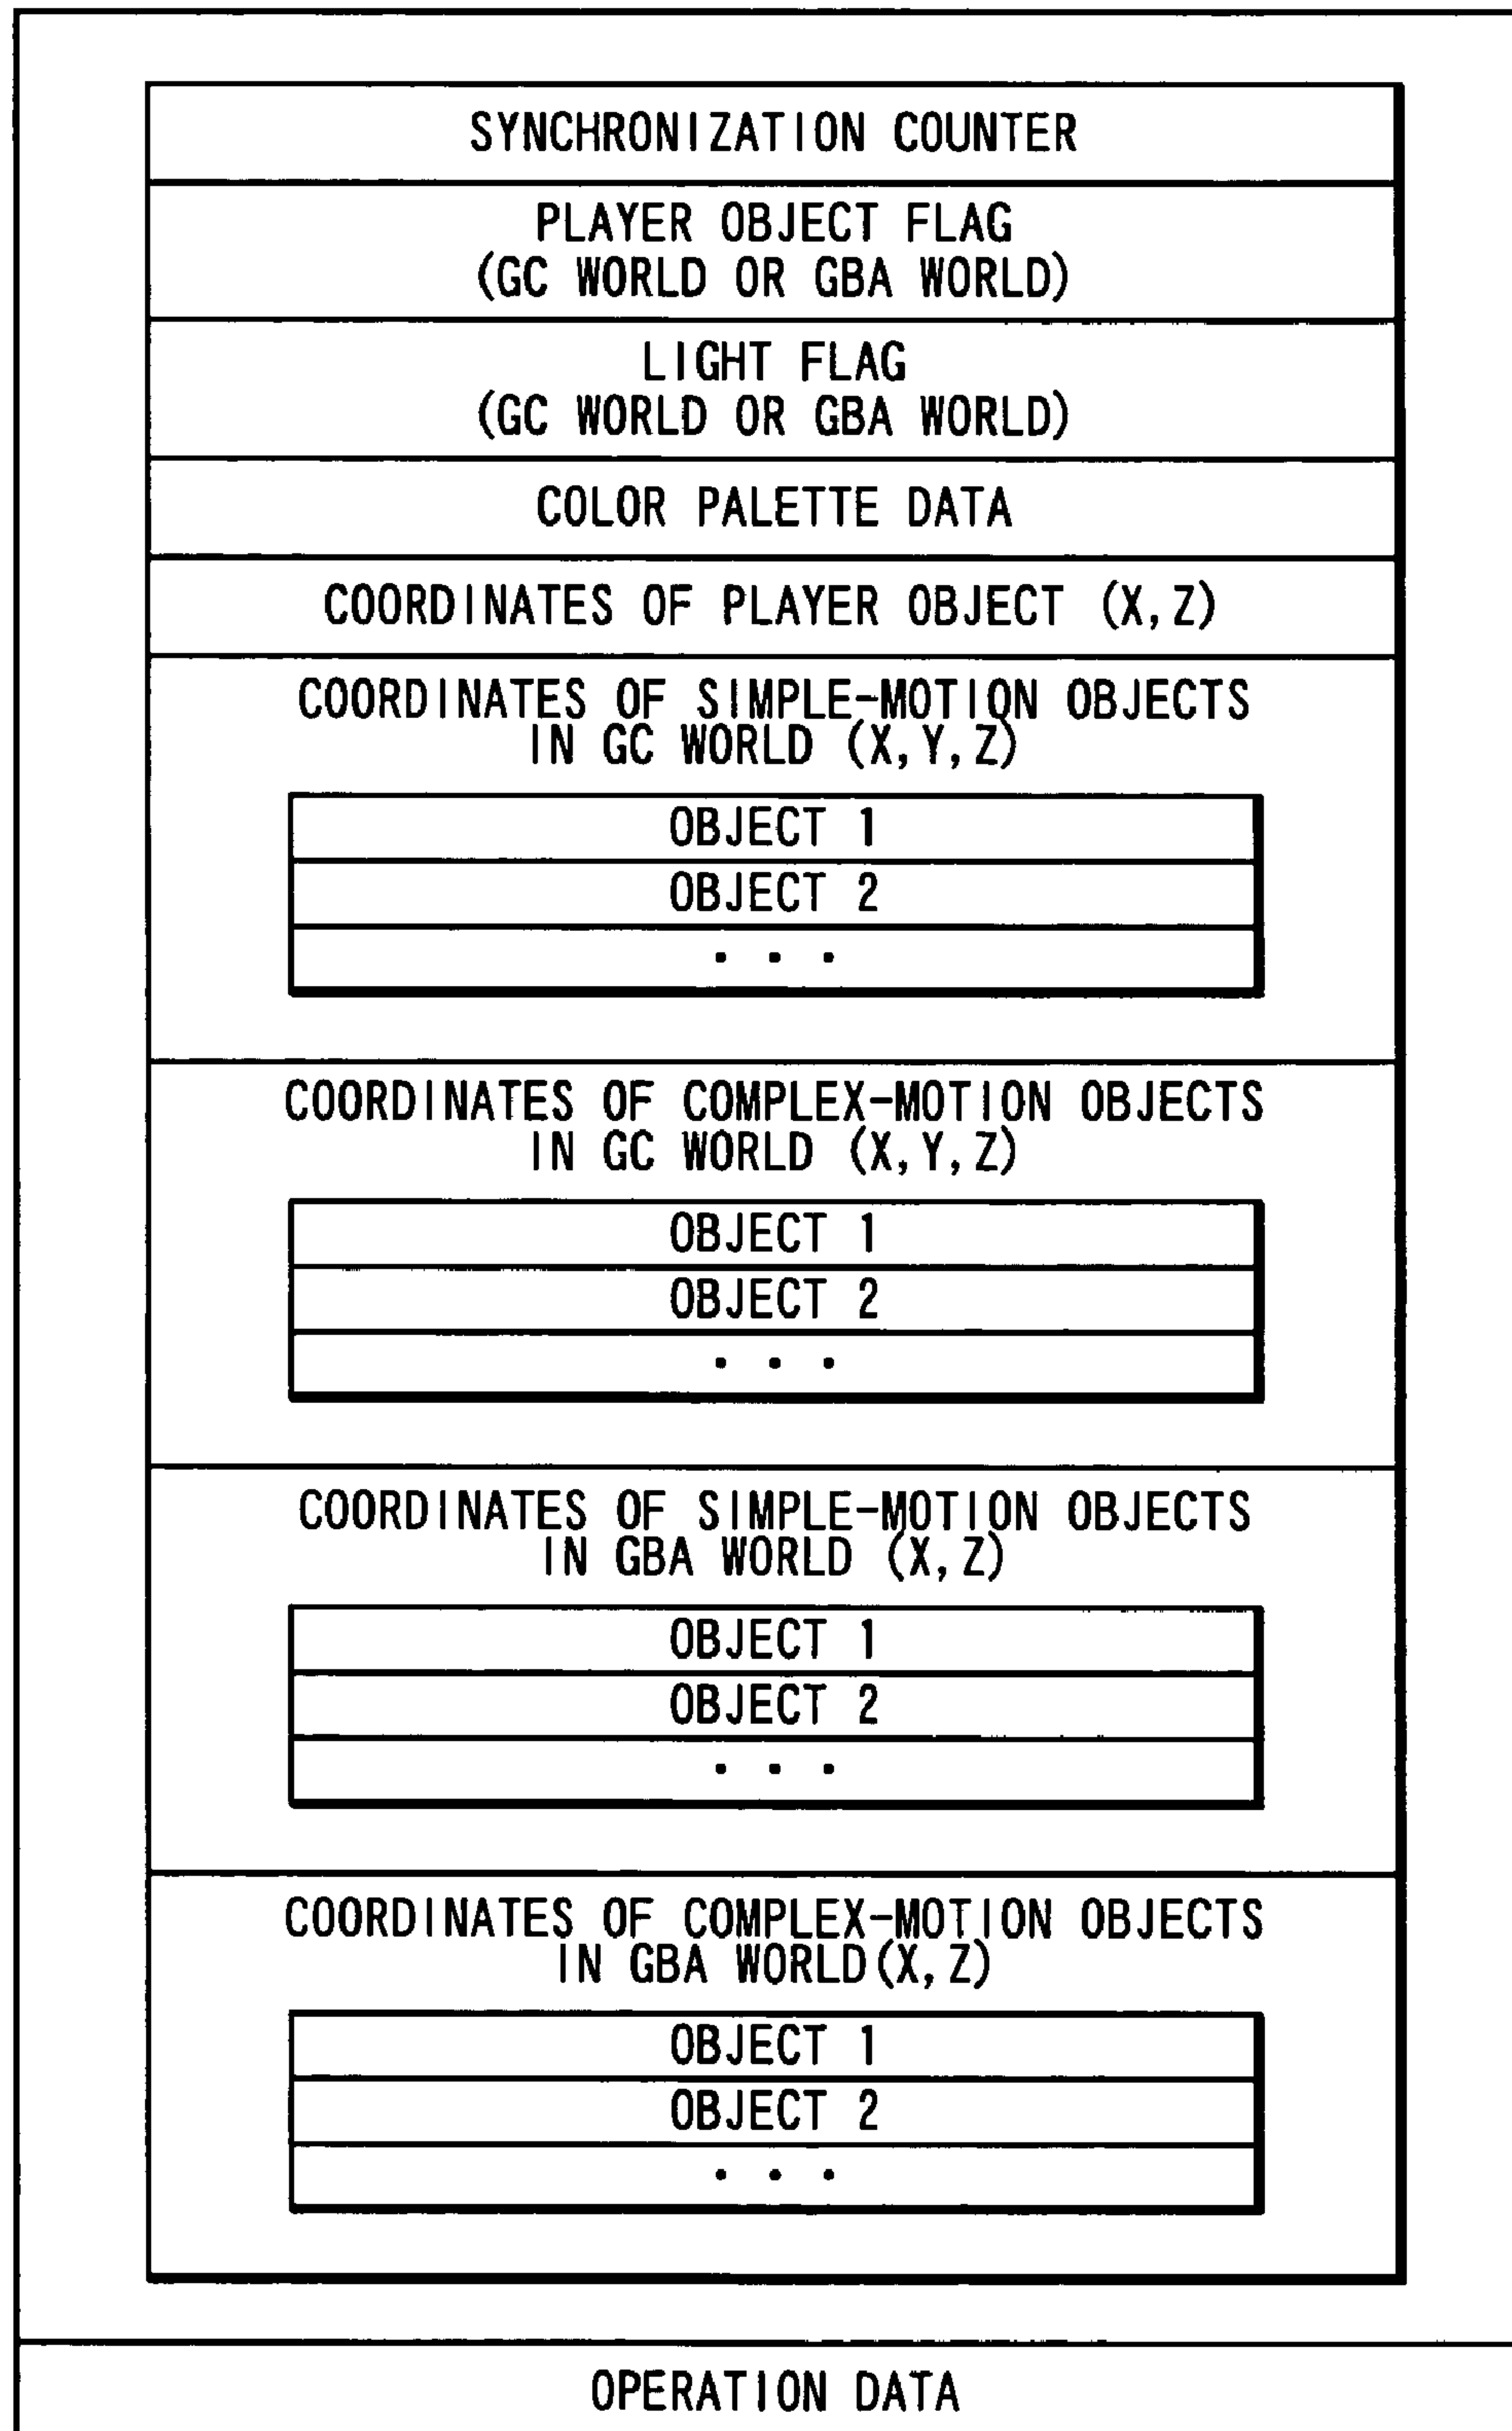 SYNCHRONIZATION COUNTER
PLAYER OBJECT FLAG
(GC WORLD OR GBA WORLD)
LIGHT FLAG
(GC WORLD OR GBA WORLD)
COLOR PALETTE DATA
COORDINATES OF PLAYER OBJECT (X, Z)
COORDINATES OF SIMPLE-MOTION OBJECTS
IN GC WORLD (X, Y, Z)
OBJECT 1
OBJECT 2
. . .
COORDINATES OF COMPLEX-MOTION OBJECTS
IN GC WORLD (X, Y, Z)
OBJECT 1
OBJECT 2
. . .
COORDINATES OF SIMPLE-MOTION OBJECTS
IN GBA WORLD (X, Z)
OBJECT 1
OBJECT 2
. . .
COORDINATES OF COMPLEX-MOTION OBJECTS
IN GBA WORLD(X, Z)
OBJECT 1
OBJECT 2
. . .
OPERATION DATA